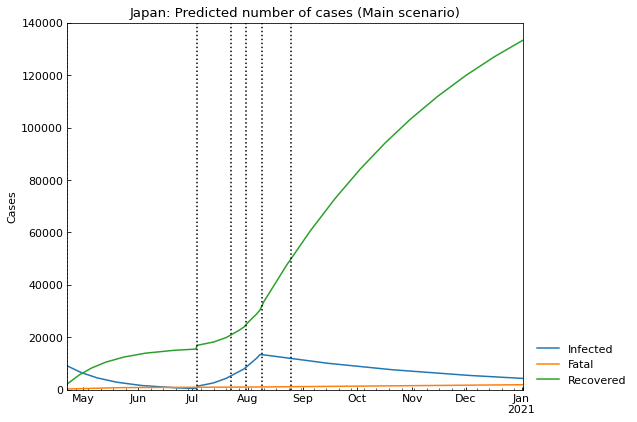 Japan: Predicted number of cases (Main scenario)
140000
120000
100000
80000
60000
40000
20000
0
Cases
May Jun Jul Aug Sep Oct Nov Dec Jan
2021
Infected
Fatal
Recovered